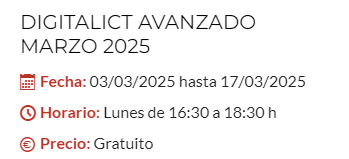 DIGITALICT AVANZADO
MARZO 2025
Fecha: 03/03/2025 hasta 17/03/2025
Horario: Lunes de 16:30 a 18:30 h
Precio: Gratuito